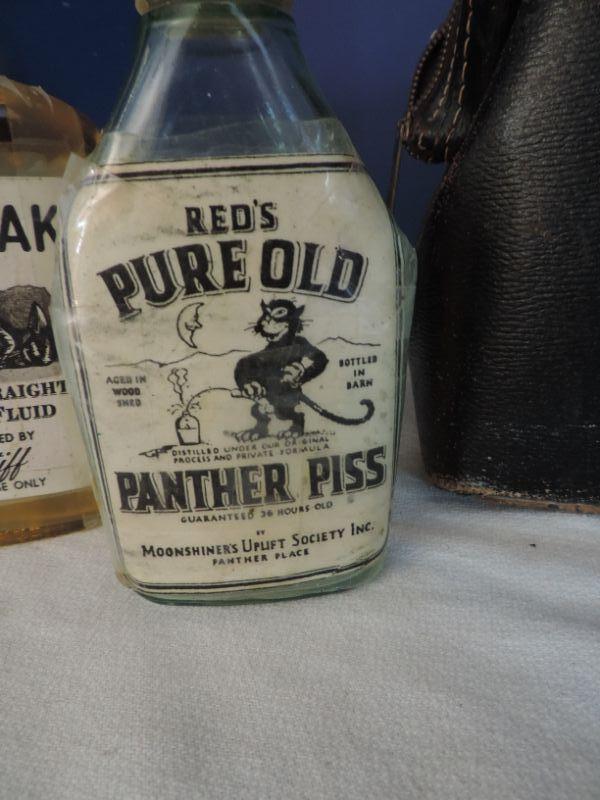 RED'S
PURE OLD
AGED IN
WOOD
SHED
BOTTLED
IN
BARN
DISTILLED UNDER OUR ORIGINAL
PROCESS AND PRIVATE FORMULA
PANTHER PISS
GUARANTEED 36 HOURS OLD
BY
MOONSHINER'S UPLIFT SOCIETY INC.
PANTHER PLACE
AK
RAIGHT
FLUID
ED BY
E ONLY